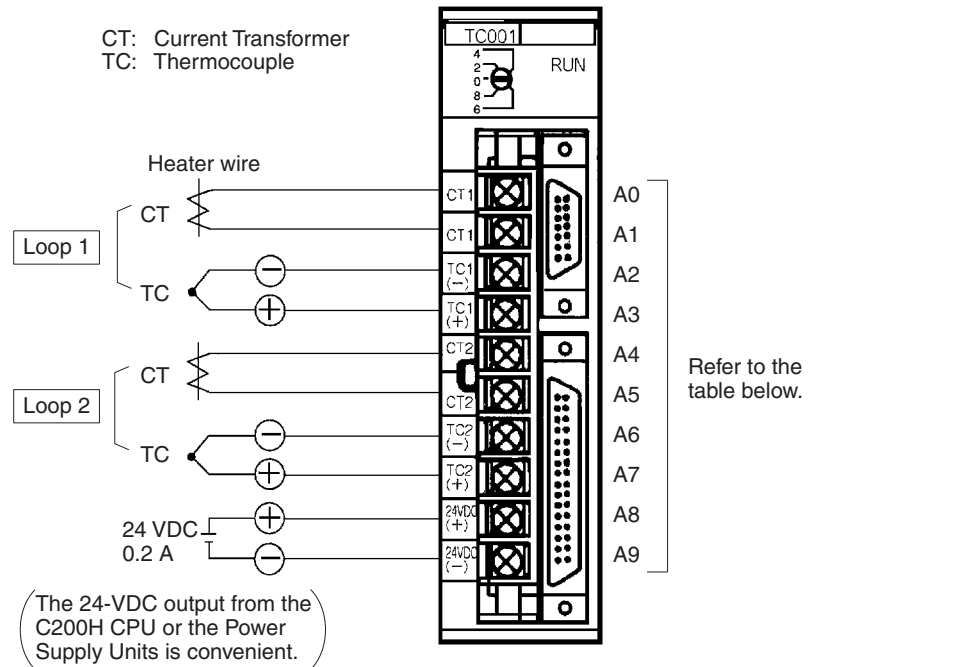 CT: Current Transformer
TC: Thermocouple
TC001
RUN
4
2
0
8
6
Heater wire
CT
Loop 1
TC
CT
Loop 2
TC
24 VDC
0.2 A
The 24-VDC output from the
C200H CPU or the Power
Supply Units is convenient.
CT1
CT1
TC1
(−)
TC1
(+)
CT2
CT2
TC2
(−)
TC2
(+)
24VDC
(+)
24VDC
(−)
−
+
−
+
+
−
A0
A1
A2
A3
A4
A5
A6
A7
A8
A9
Refer to the
table below.